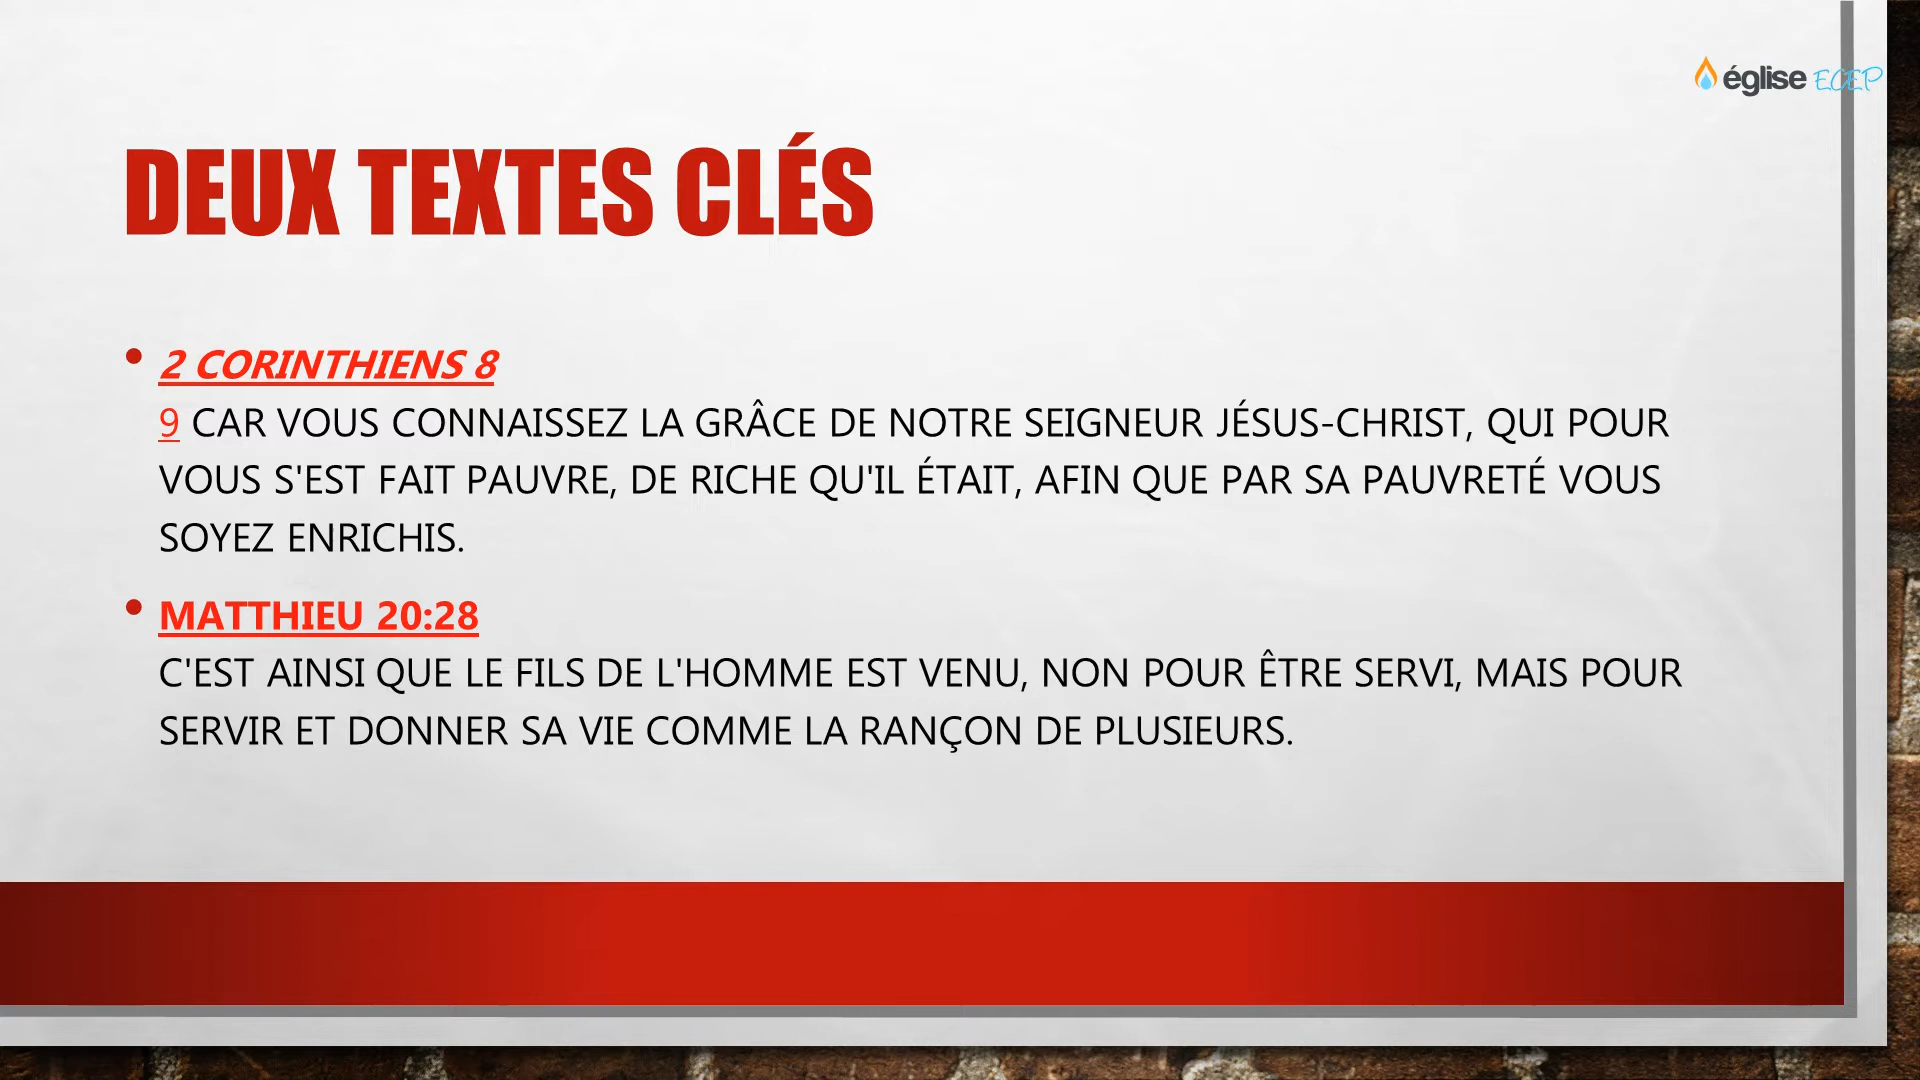 église ECEP
DEUX TEXTES CLÉS
• 2 CORINTHIENS 8
9 CAR VOUS CONNAISSEZ LA GRÂCE DE NOTRE SEIGNEUR JÉSUS-CHRIST, QUI POUR
VOUS S'EST FAIT PAUVRE, DE RICHE QU'IL ÉTAIT, AFIN QUE PAR SA PAUVRETÉ VOUS
SOYEZ ENRICHIS.
• MATTHIEU 20:28
C'EST AINSI QUE LE FILS DE L'HOMME EST VENU, NON POUR ÊTRE SERVI, MAIS POUR
SERVIR ET DONNER SA VIE COMME LA RANÇON DE PLUSIEURS.